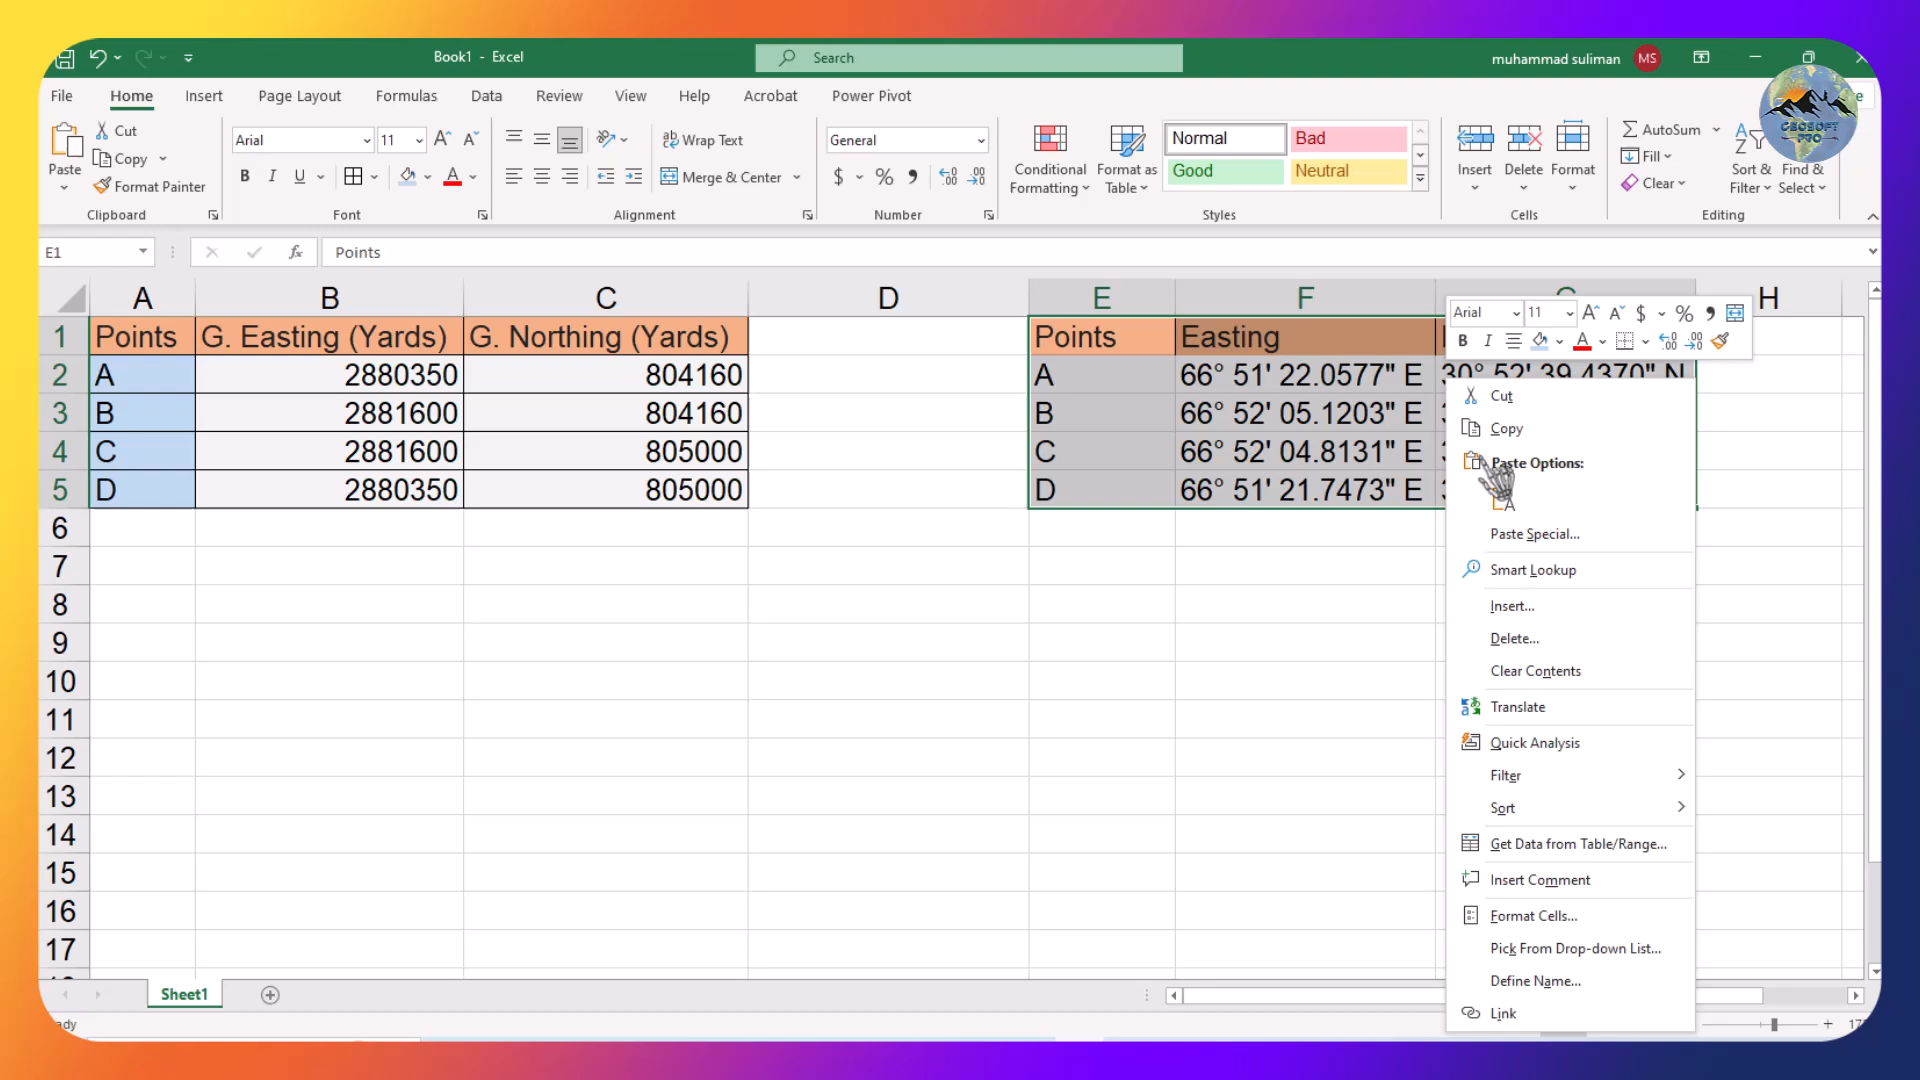 Book1 - Excel
Search
muhammad suliman MS
File Home Insert Page Layout Formulas Data Review View Help Acrobat Power Pivot
GEOSOFT
PRO
Paste
Cut
Copy
Format Painter
Clipboard
Arial 11
B I U
Font
Wrap Text
Merge & Center
Alignment
General
Number
Conditional
Formatting
Format as
Table
Normal Bad
Good Neutral
Styles
Insert Delete Format
Cells
AutoSum
Fill
Clear
Sort &
Filter
Find &
Select
Editing
E1 fx Points
A B C D E F G H
1 Points G. Easting (Yards) G. Northing (Yards) Points Easting
2 A 2880350 804160 A 66° 51' 22.0577" E 30° 52' 39.4370" N
3 B 2881600 804160 B 66° 52' 05.1203" E
4 C 2881600 805000 C 66° 52' 04.8131" E
5 D 2880350 805000 D 66° 51' 21.7473" E
6
7
8
9
10
11
12
13
14
15
16
17
Arial 11 $ %
B I A
Cut
Copy
Paste Options:
Paste Special...
Smart Lookup
Insert...
Delete...
Clear Contents
Translate
Quick Analysis
Filter
Sort
Get Data from Table/Range...
Insert Comment
Format Cells...
Pick From Drop-down List...
Define Name...
Link
Sheet1